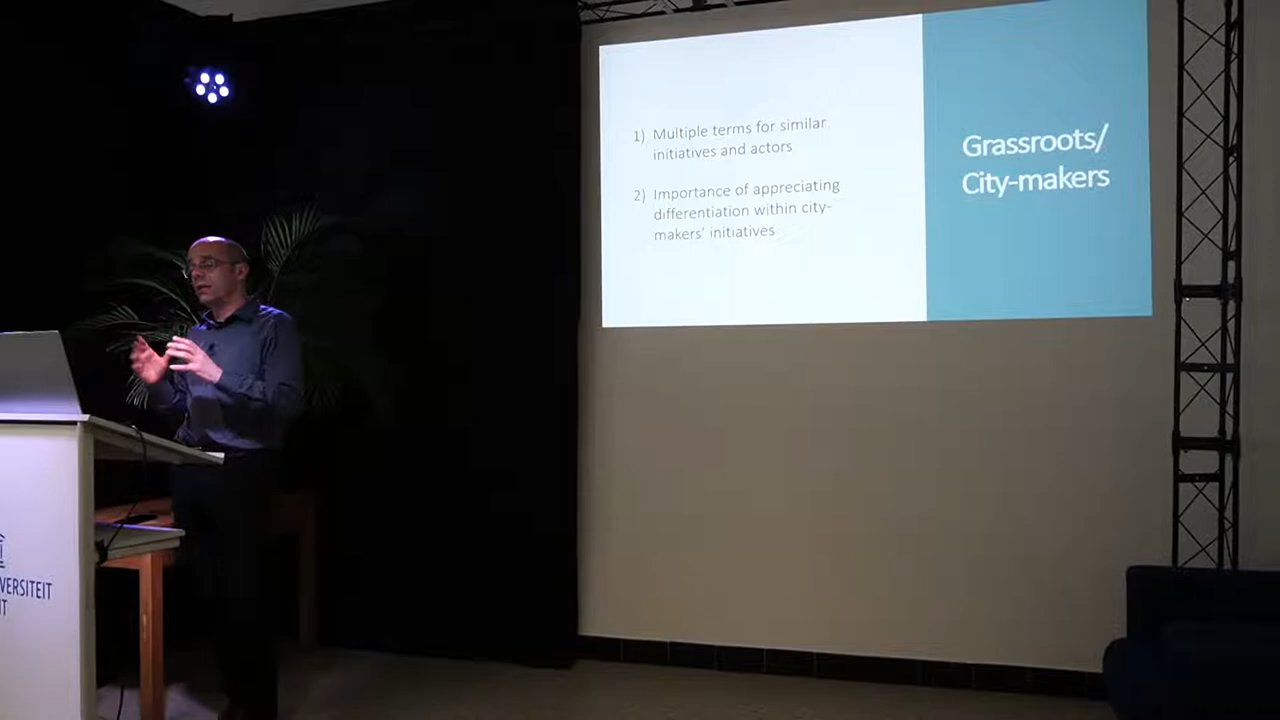 1) Multiple terms for similar
initiatives and actors
2) Importance of appreciating
differentiation within city-
makers' initiatives
Grassroots/
City-makers
VERSITEIT
IT